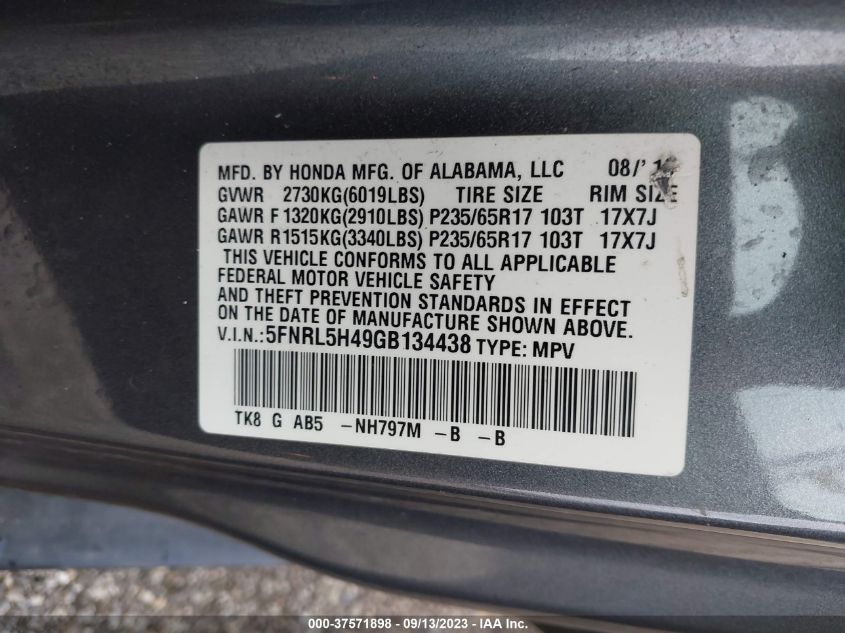 MFD. BY HONDA MFG. OF ALABAMA, LLC 08/'1
GVWR 2730KG(6019LBS) TIRE SIZE RIM SIZE
GAWR F 1320KG(2910LBS) P235/65R17 103T 17X7J
GAWR R1515KG(3340LBS) P235/65R17 103T 17X7J
THIS VEHICLE CONFORMS TO ALL APPLICABLE
FEDERAL MOTOR VEHICLE SAFETY
AND THEFT PREVENTION STANDARDS IN EFFECT
ON THE DATE OF MANUFACTURE SHOWN ABOVE.
V.I.N.:5FNRL5H49GB134438 TYPE: MPV
TK8 G AB5 -NH797M -B -B
000-37571898 - 09/13/2023 - IAA Inc.